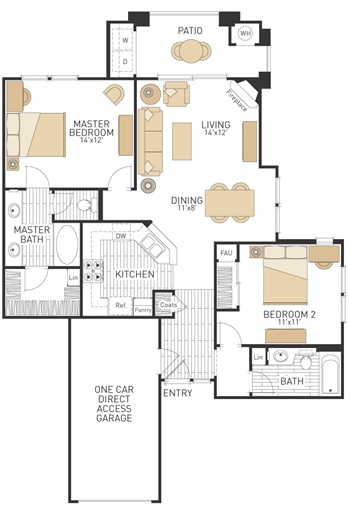 PATIO
WH
W
D
Fireplace
MASTER
BEDROOM
14'x12'
LIVING
14'x12'
DINING
11'x8'
MASTER
BATH
DW
KITCHEN
Lin
Ref.
Pantry
Coats
FAU
BEDROOM 2
11'x11'
Lin
BATH
ENTRY
ONE CAR
DIRECT
ACCESS
GARAGE